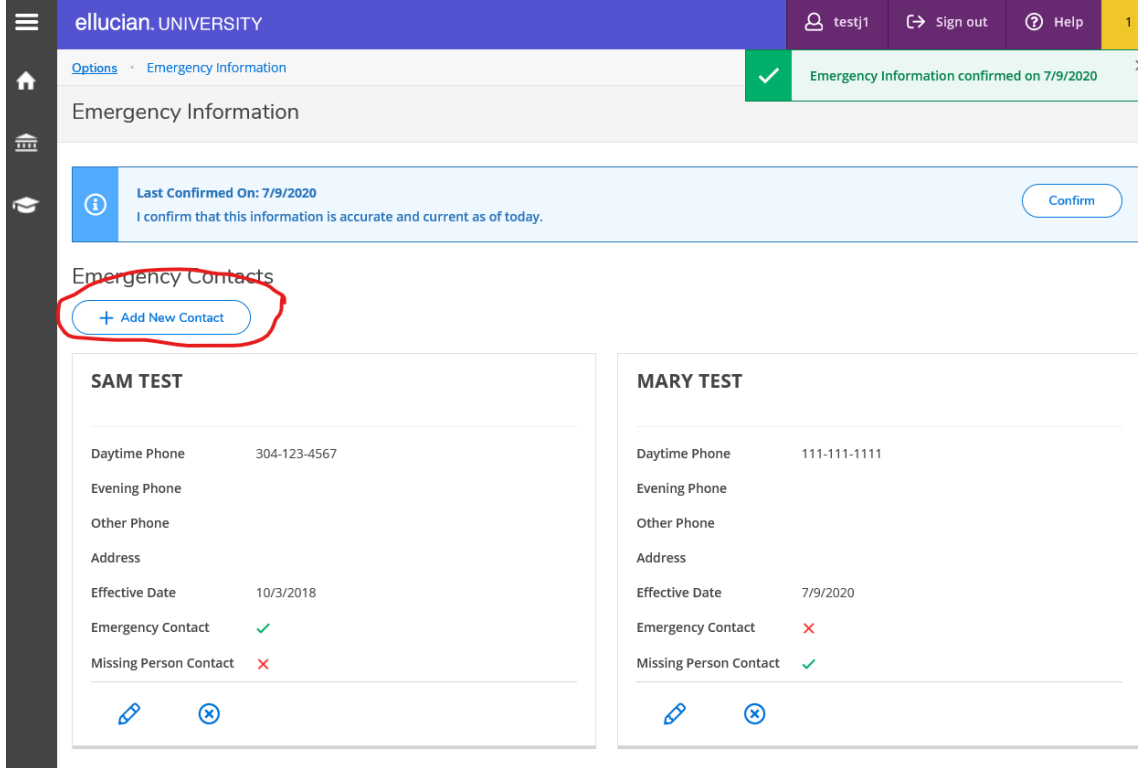 ellucian. UNIVERSITY
testj1
Sign out
Help
1
Options · Emergency Information
Emergency Information confirmed on 7/9/2020
Emergency Information
Last Confirmed On: 7/9/2020
I confirm that this information is accurate and current as of today.
Confirm
Emergency Contacts
+ Add New Contact
SAM TEST
Daytime Phone 304-123-4567
Evening Phone
Other Phone
Address
Effective Date 10/3/2018
Emergency Contact
Missing Person Contact
MARY TEST
Daytime Phone 111-111-1111
Evening Phone
Other Phone
Address
Effective Date 7/9/2020
Emergency Contact
Missing Person Contact